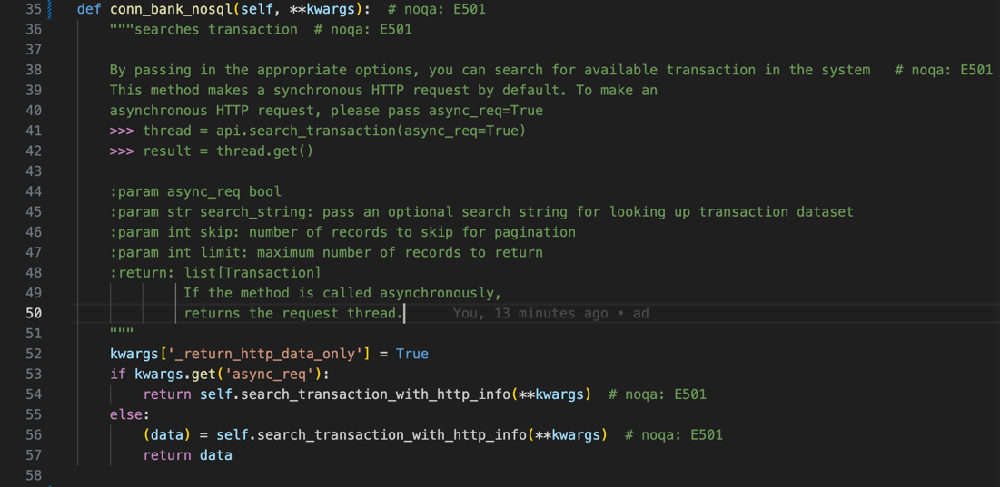 35 def conn_bank_nosql(self, **kwargs):  # noqa: E501
36 """searches transaction  # noqa: E501
37
38 By passing in the appropriate options, you can search for available transaction in the system   # noqa: E501
39 This method makes a synchronous HTTP request by default. To make an
40 asynchronous HTTP request, please pass async_req=True
41 >>> thread = api.search_transaction(async_req=True)
42 >>> result = thread.get()
43
44 :param async_req bool
45 :param str search_string: pass an optional search string for looking up transaction dataset
46 :param int skip: number of records to skip for pagination
47 :param int limit: maximum number of records to return
48 :return: list[Transaction]
49 If the method is called asynchronously,
50 returns the request thread. You, 13 minutes ago • ad
51 """
52 kwargs['_return_http_data_only'] = True
53 if kwargs.get('async_req'):
54 return self.search_transaction_with_http_info(**kwargs)  # noqa: E501
55 else:
56 (data) = self.search_transaction_with_http_info(**kwargs)  # noqa: E501
57 return data
58